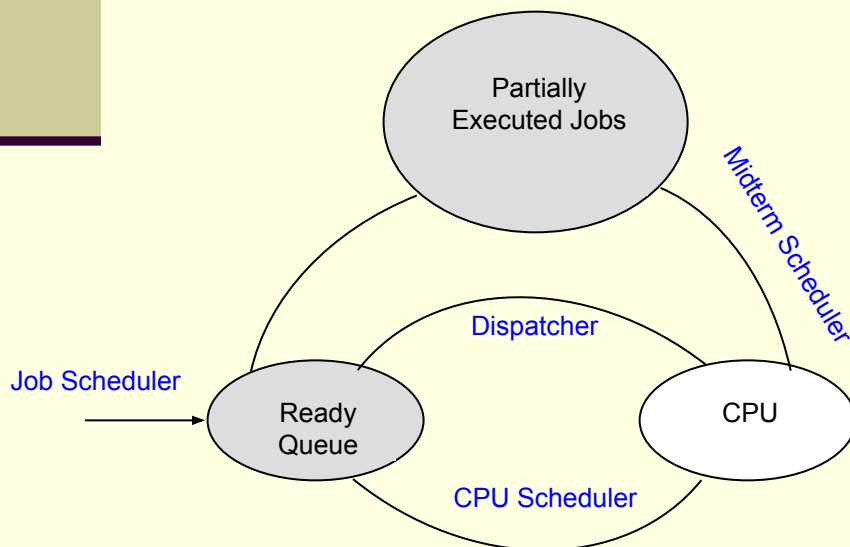 Partially
Executed Jobs
Midterm Scheduler
Dispatcher
Job Scheduler
Ready
Queue
CPU
CPU Scheduler